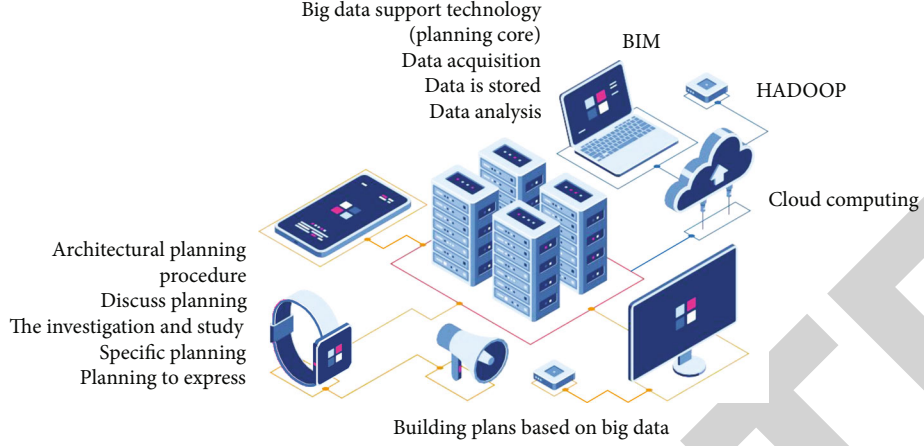 Big data support technology
(planning core)
Data acquisition
Data is stored
Data analysis
BIM
HADOOP
Cloud computing
Architectural planning
procedure
Discuss planning
The investigation and study
Specific planning
Planning to express
Building plans based on big data